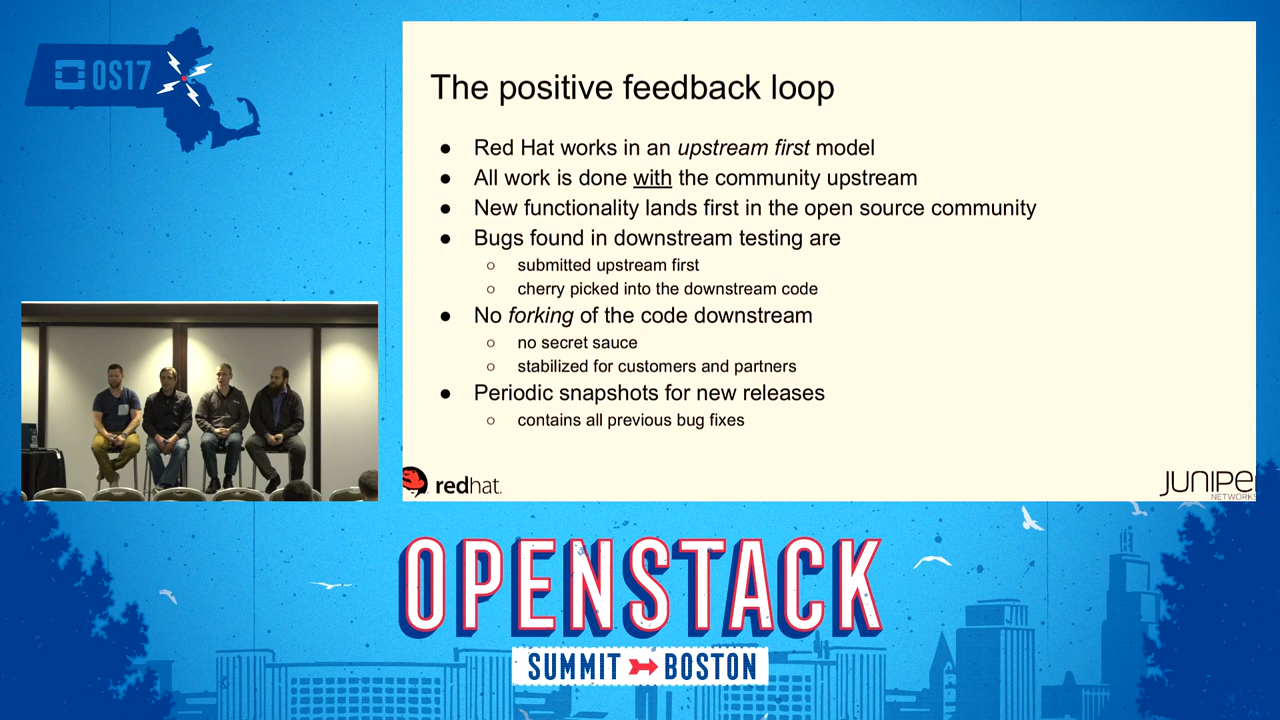 OS17
The positive feedback loop
● Red Hat works in an upstream first model
● All work is done with the community upstream
● New functionality lands first in the open source community
● Bugs found in downstream testing are
○ submitted upstream first
○ cherry picked into the downstream code
● No forking of the code downstream
○ no secret sauce
○ stabilized for customers and partners
● Periodic snapshots for new releases
○ contains all previous bug fixes
redhat.
JUNIPE
NETWORKS
OPENSTACK
SUMMIT BOSTON